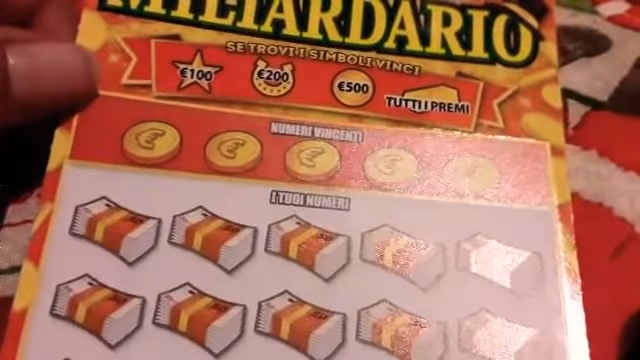 MILIARDARIO
SE TROVI I SIMBOLI VINCI
€100 €200 €500 TUTTI I PREMI
NUMERI VINCENTI
€ € € € €
I TUOI NUMERI